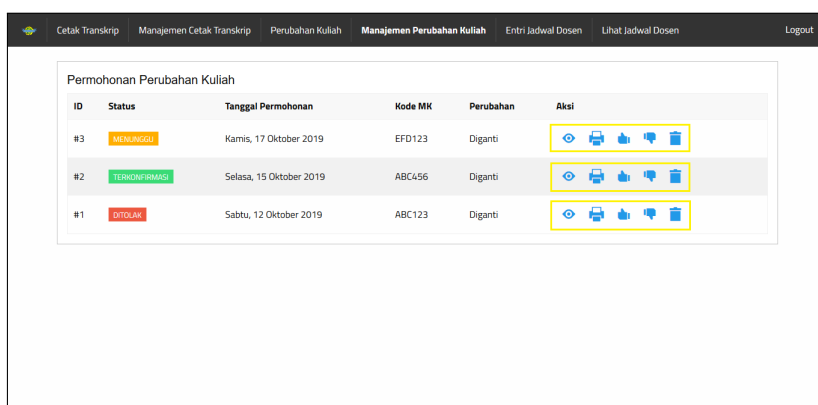 Cetak Transkrip Manajemen Cetak Transkrip Perubahan Kuliah Manajemen Perubahan Kuliah Entri Jadwal Dosen Lihat Jadwal Dosen Logout
Permohonan Perubahan Kuliah
ID Status Tanggal Permohonan Kode MK Perubahan Aksi
#3 MENUNGGU Kamis, 17 Oktober 2019 EFD123 Diganti
#2 TERKONFIRMASI Selasa, 15 Oktober 2019 ABC456 Diganti
#1 DITOLAK Sabtu, 12 Oktober 2019 ABC123 Diganti